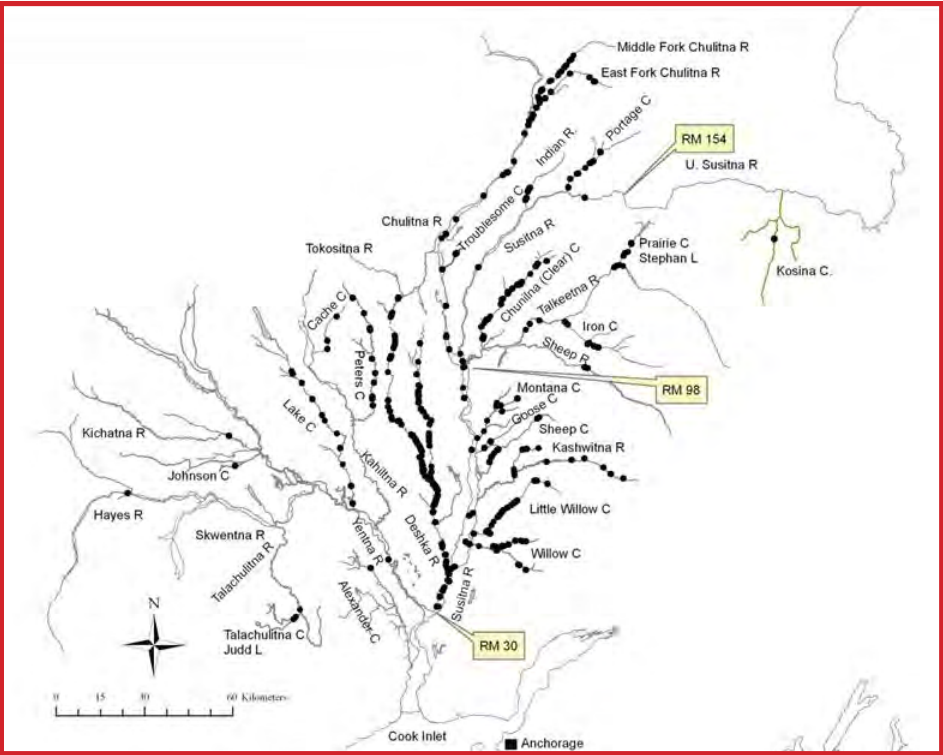 Middle Fork Chulitna R
East Fork Chulitna R
Portage C
Indian R.
RM 154
U. Susitna R
Troublesome C
Chulitna R
Susitna R
Prairie C
Stephan L
Tokositna R
Kosina C.
Chunilna (Clear) C
Talkeetna R
Cache C
Iron C
Sheep R
Peters C
RM 98
Montana C
Goose C
Lake C
Sheep C
Kichatna R
Kashwitna R
Johnson C
Kahiltna R
Hayes R
Little Willow C
Deshka R
Yentna R
Skwentna R
Willow C
Talachulitna R
Susitna R
Alexander C
N
Talachulitna C
Judd L
RM 30
0 15 30 60 Kilometers
Cook Inlet
Anchorage